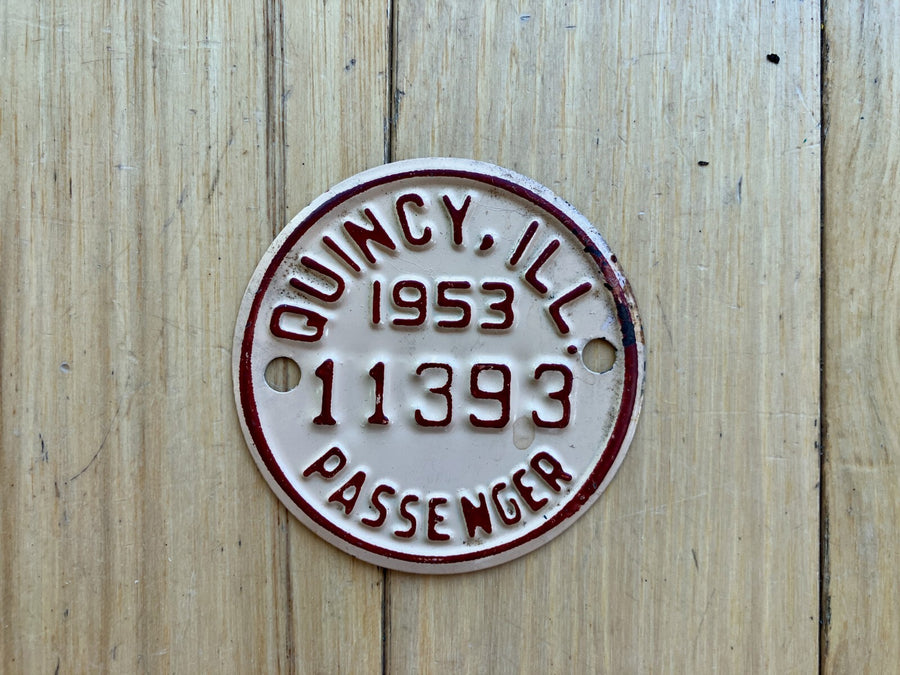 QUINCY, ILL.
1953
11393
PASSENGER